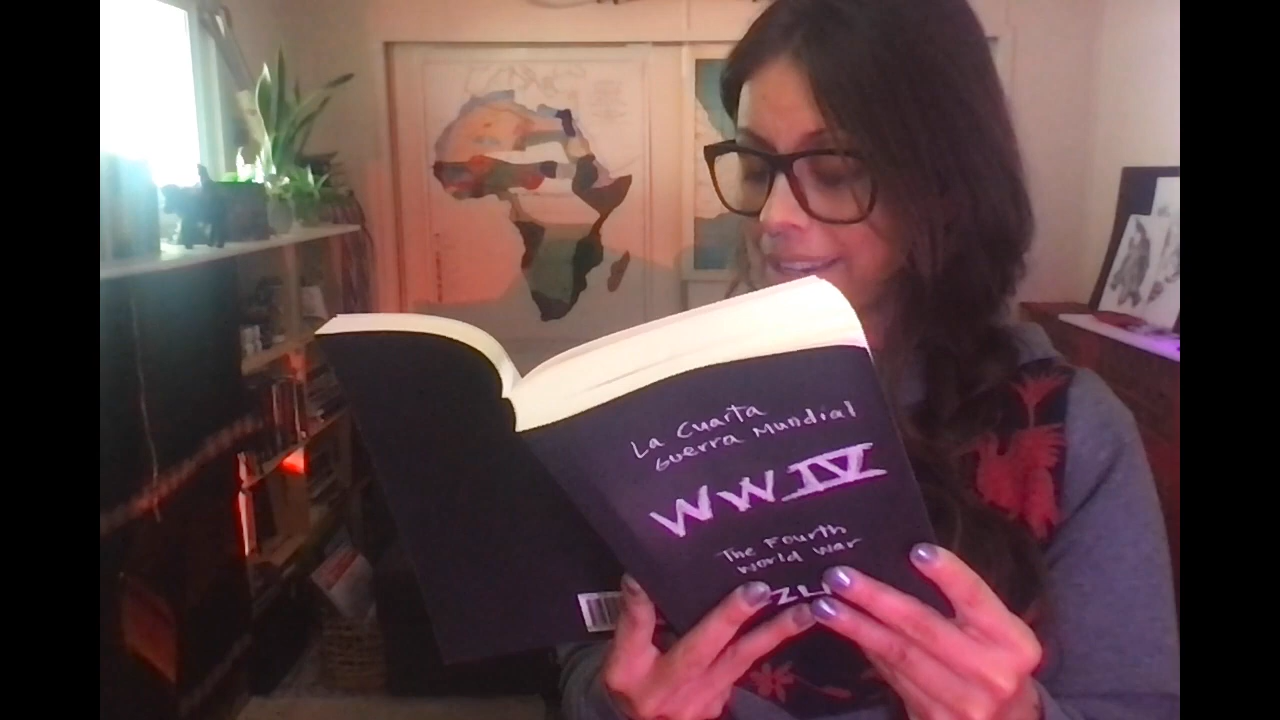 La Cuarta
Guerra Mundial
WW IV
The Fourth
World War